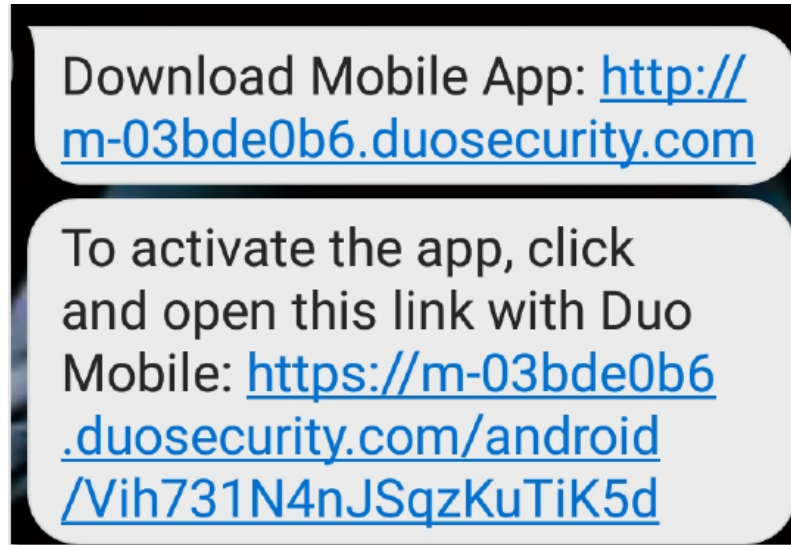 Download Mobile App: http://
m-03bde0b6.duosecurity.com
To activate the app, click
and open this link with Duo
Mobile: https://m-03bde0b6
.duosecurity.com/android
/Vih731N4nJSqzKuTiK5d